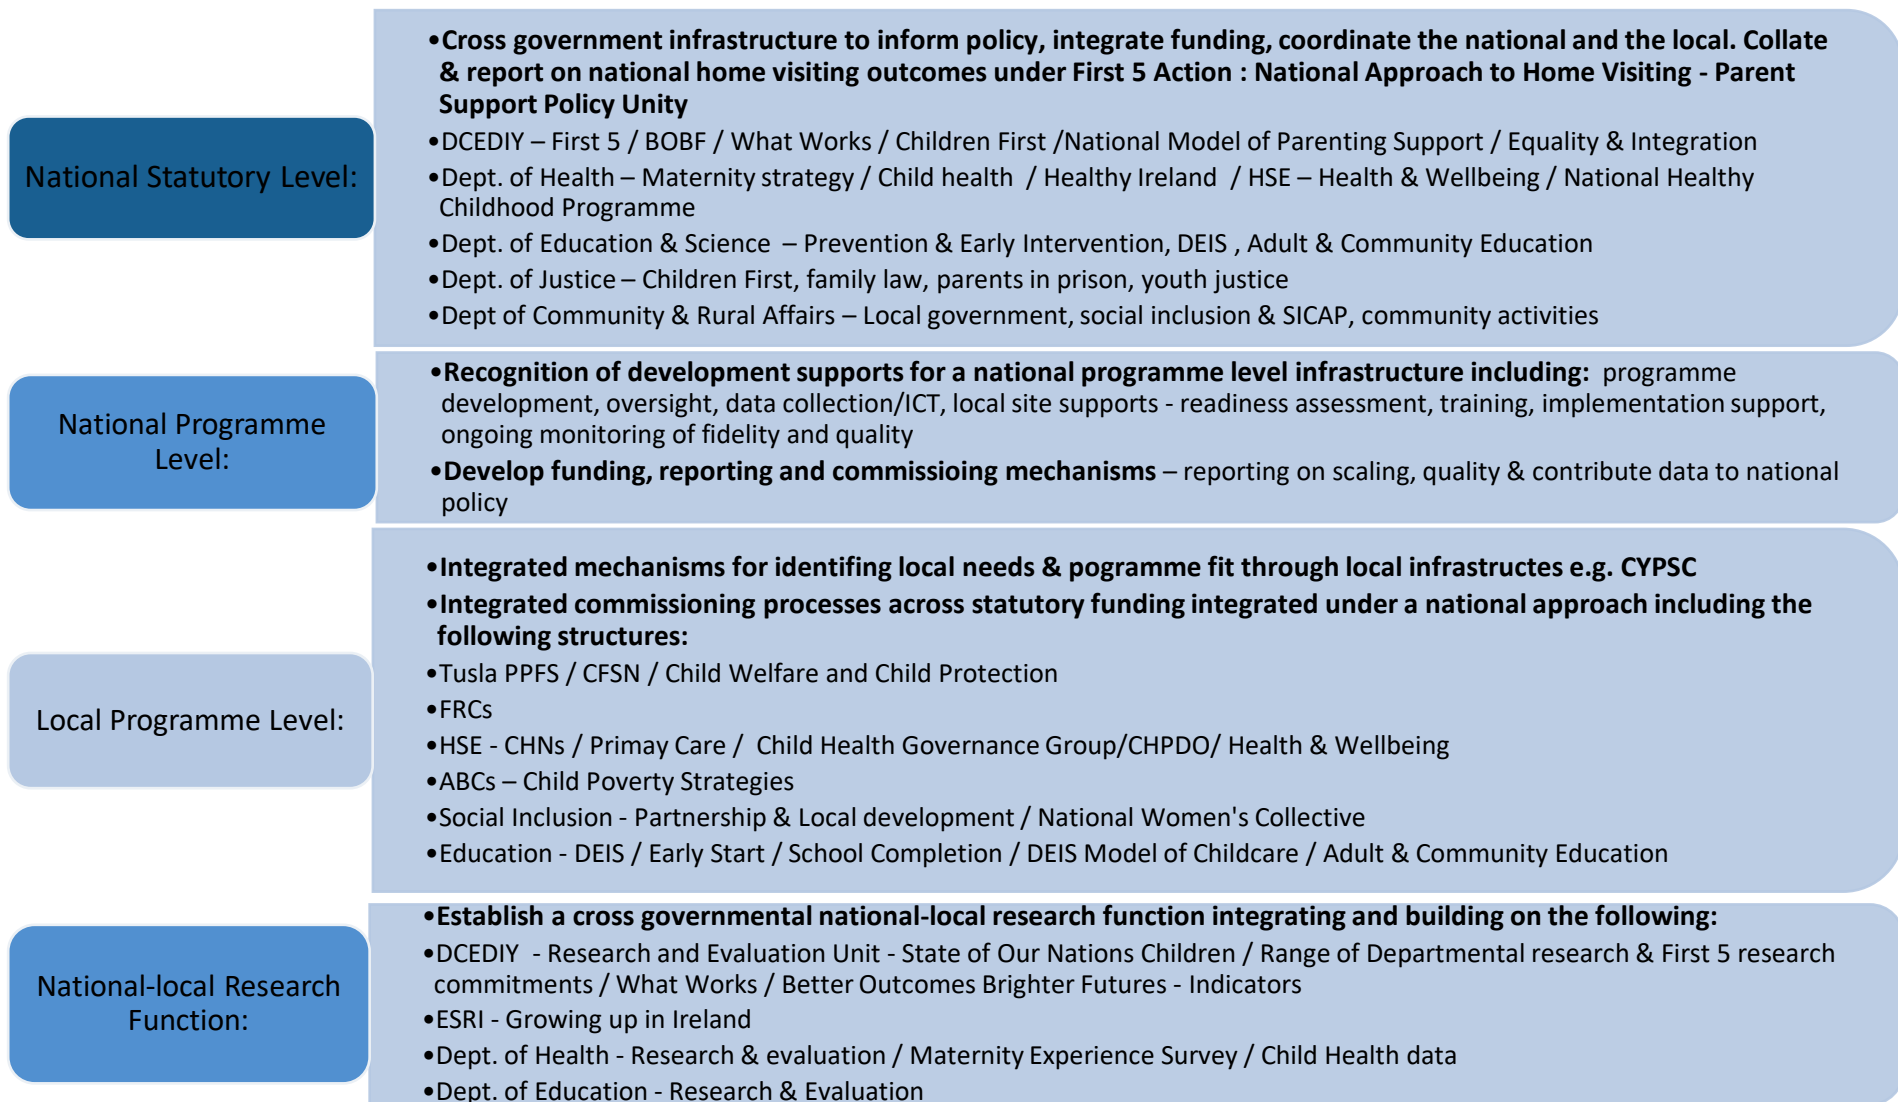 National Statutory Level:
•Cross government infrastructure to inform policy, integrate funding, coordinate the national and the local. Collate
& report on national home visiting outcomes under First 5 Action : National Approach to Home Visiting - Parent
Support Policy Unity
•DCEDIY – First 5 / BOBF / What Works / Children First /National Model of Parenting Support / Equality & Integration
•Dept. of Health – Maternity strategy / Child health / Healthy Ireland / HSE – Health & Wellbeing / National Healthy
Childhood Programme
•Dept. of Education & Science – Prevention & Early Intervention, DEIS , Adult & Community Education
•Dept. of Justice – Children First, family law, parents in prison, youth justice
•Dept of Community & Rural Affairs – Local government, social inclusion & SICAP, community activities
National Programme
Level:
•Recognition of development supports for a national programme level infrastructure including: programme
development, oversight, data collection/ICT, local site supports - readiness assessment, training, implementation support,
ongoing monitoring of fidelity and quality
•Develop funding, reporting and commissioing mechanisms – reporting on scaling, quality & contribute data to national
policy
Local Programme Level:
•Integrated mechanisms for identifing local needs & pogramme fit through local infrastructes e.g. CYPSC
•Integrated commissioning processes across statutory funding integrated under a national approach including the
following structures:
•Tusla PPFS / CFSN / Child Welfare and Child Protection
•FRCs
•HSE - CHNs / Primay Care / Child Health Governance Group/CHPDO/ Health & Wellbeing
•ABCs – Child Poverty Strategies
•Social Inclusion - Partnership & Local development / National Women's Collective
•Education - DEIS / Early Start / School Completion / DEIS Model of Childcare / Adult & Community Education
National-local Research
Function:
•Establish a cross governmental national-local research function integrating and building on the following:
•DCEDIY - Research and Evaluation Unit - State of Our Nations Children / Range of Departmental research & First 5 research
commitments / What Works / Better Outcomes Brighter Futures - Indicators
•ESRI - Growing up in Ireland
•Dept. of Health - Research & evaluation / Maternity Experience Survey / Child Health data
•Dept. of Education - Research & Evaluation